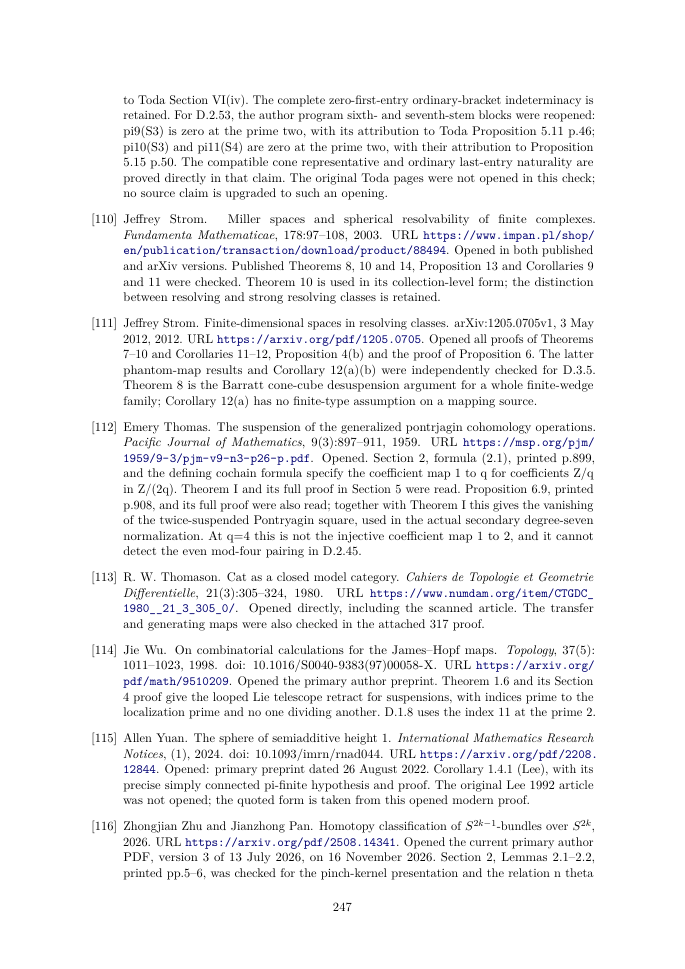 to Toda Section VI(iv). The complete zero-first-entry ordinary-bracket indeterminacy is
retained. For D.2.53, the author program sixth- and seventh-stem blocks were reopened:
pi9(S3) is zero at the prime two, with its attribution to Toda Proposition 5.11 p.46;
pi10(S3) and pi11(S4) are zero at the prime two, with their attribution to Proposition
5.15 p.50. The compatible cone representative and ordinary last-entry naturality are
proved directly in that claim. The original Toda pages were not opened in this check;
no source claim is upgraded to such an opening.
[110] Jeffrey Strom. Miller spaces and spherical resolvability of finite complexes.
Fundamenta Mathematicae, 178:97–108, 2003. URL https://www.impan.pl/shop/
en/publication/transaction/download/product/88494. Opened in both published
and arXiv versions. Published Theorems 8, 10 and 14, Proposition 13 and Corollaries 9
and 11 were checked. Theorem 10 is used in its collection-level form; the distinction
between resolving and strong resolving classes is retained.
[111] Jeffrey Strom. Finite-dimensional spaces in resolving classes. arXiv:1205.0705v1, 3 May
2012, 2012. URL https://arxiv.org/pdf/1205.0705. Opened all proofs of Theorems
7–10 and Corollaries 11–12, Proposition 4(b) and the proof of Proposition 6. The latter
phantom-map results and Corollary 12(a)(b) were independently checked for D.3.5.
Theorem 8 is the Barratt cone-cube desuspension argument for a whole finite-wedge
family; Corollary 12(a) has no finite-type assumption on a mapping source.
[112] Emery Thomas. The suspension of the generalized pontrjagin cohomology operations.
Pacific Journal of Mathematics, 9(3):897–911, 1959. URL https://msp.org/pjm/
1959/9-3/pjm-v9-n3-p26-p.pdf. Opened. Section 2, formula (2.1), printed p.899,
and the defining cochain formula specify the coefficient map 1 to q for coefficients Z/q
in Z/(2q). Theorem I and its full proof in Section 5 were read. Proposition 6.9, printed
p.908, and its full proof were also read; together with Theorem I this gives the vanishing
of the twice-suspended Pontryagin square, used in the actual secondary degree-seven
normalization. At q=4 this is not the injective coefficient map 1 to 2, and it cannot
detect the even mod-four pairing in D.2.45.
[113] R. W. Thomason. Cat as a closed model category. Cahiers de Topologie et Geometrie
Differentielle, 21(3):305–324, 1980. URL https://www.numdam.org/item/CTGDC_
1980__21_3_305_0/. Opened directly, including the scanned article. The transfer
and generating maps were also checked in the attached 317 proof.
[114] Jie Wu. On combinatorial calculations for the James–Hopf maps. Topology, 37(5):
1011–1023, 1998. doi: 10.1016/S0040-9383(97)00058-X. URL https://arxiv.org/
pdf/math/9510209. Opened the primary author preprint. Theorem 1.6 and its Section
4 proof give the looped Lie telescope retract for suspensions, with indices prime to the
localization prime and no one dividing another. D.1.8 uses the index 11 at the prime 2.
[115] Allen Yuan. The sphere of semiadditive height 1. International Mathematics Research
Notices, (1), 2024. doi: 10.1093/imrn/rnad044. URL https://arxiv.org/pdf/2208.
12844. Opened: primary preprint dated 26 August 2022. Corollary 1.4.1 (Lee), with its
precise simply connected pi-finite hypothesis and proof. The original Lee 1992 article
was not opened; the quoted form is taken from this opened modern proof.
[116] Zhongjian Zhu and Jianzhong Pan. Homotopy classification of S^{2k−1}-bundles over S^{2k},
2026. URL https://arxiv.org/pdf/2508.14341. Opened the current primary author
PDF, version 3 of 13 July 2026, on 16 November 2026. Section 2, Lemmas 2.1–2.2,
printed pp.5–6, was checked for the pinch-kernel presentation and the relation n theta
247